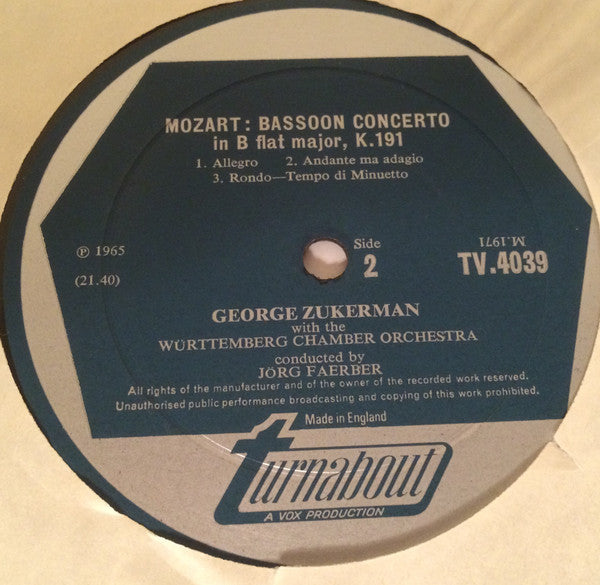 MOZART: BASSOON CONCERTO
in B flat major, K.191
1. Allegro 2. Andante ma adagio
3. Rondo—Tempo di Minuetto
℗ 1965
(21.40)
Side
2
M.1971
TV.4039
GEORGE ZUKERMAN
with the
WÜRTTEMBERG CHAMBER ORCHESTRA
conducted by
JÖRG FAERBER
All rights of the manufacturer and of the owner of the recorded work reserved.
Unauthorised public performance broadcasting and copying of this work prohibited.
Made in England
turnabout
A VOX PRODUCTION